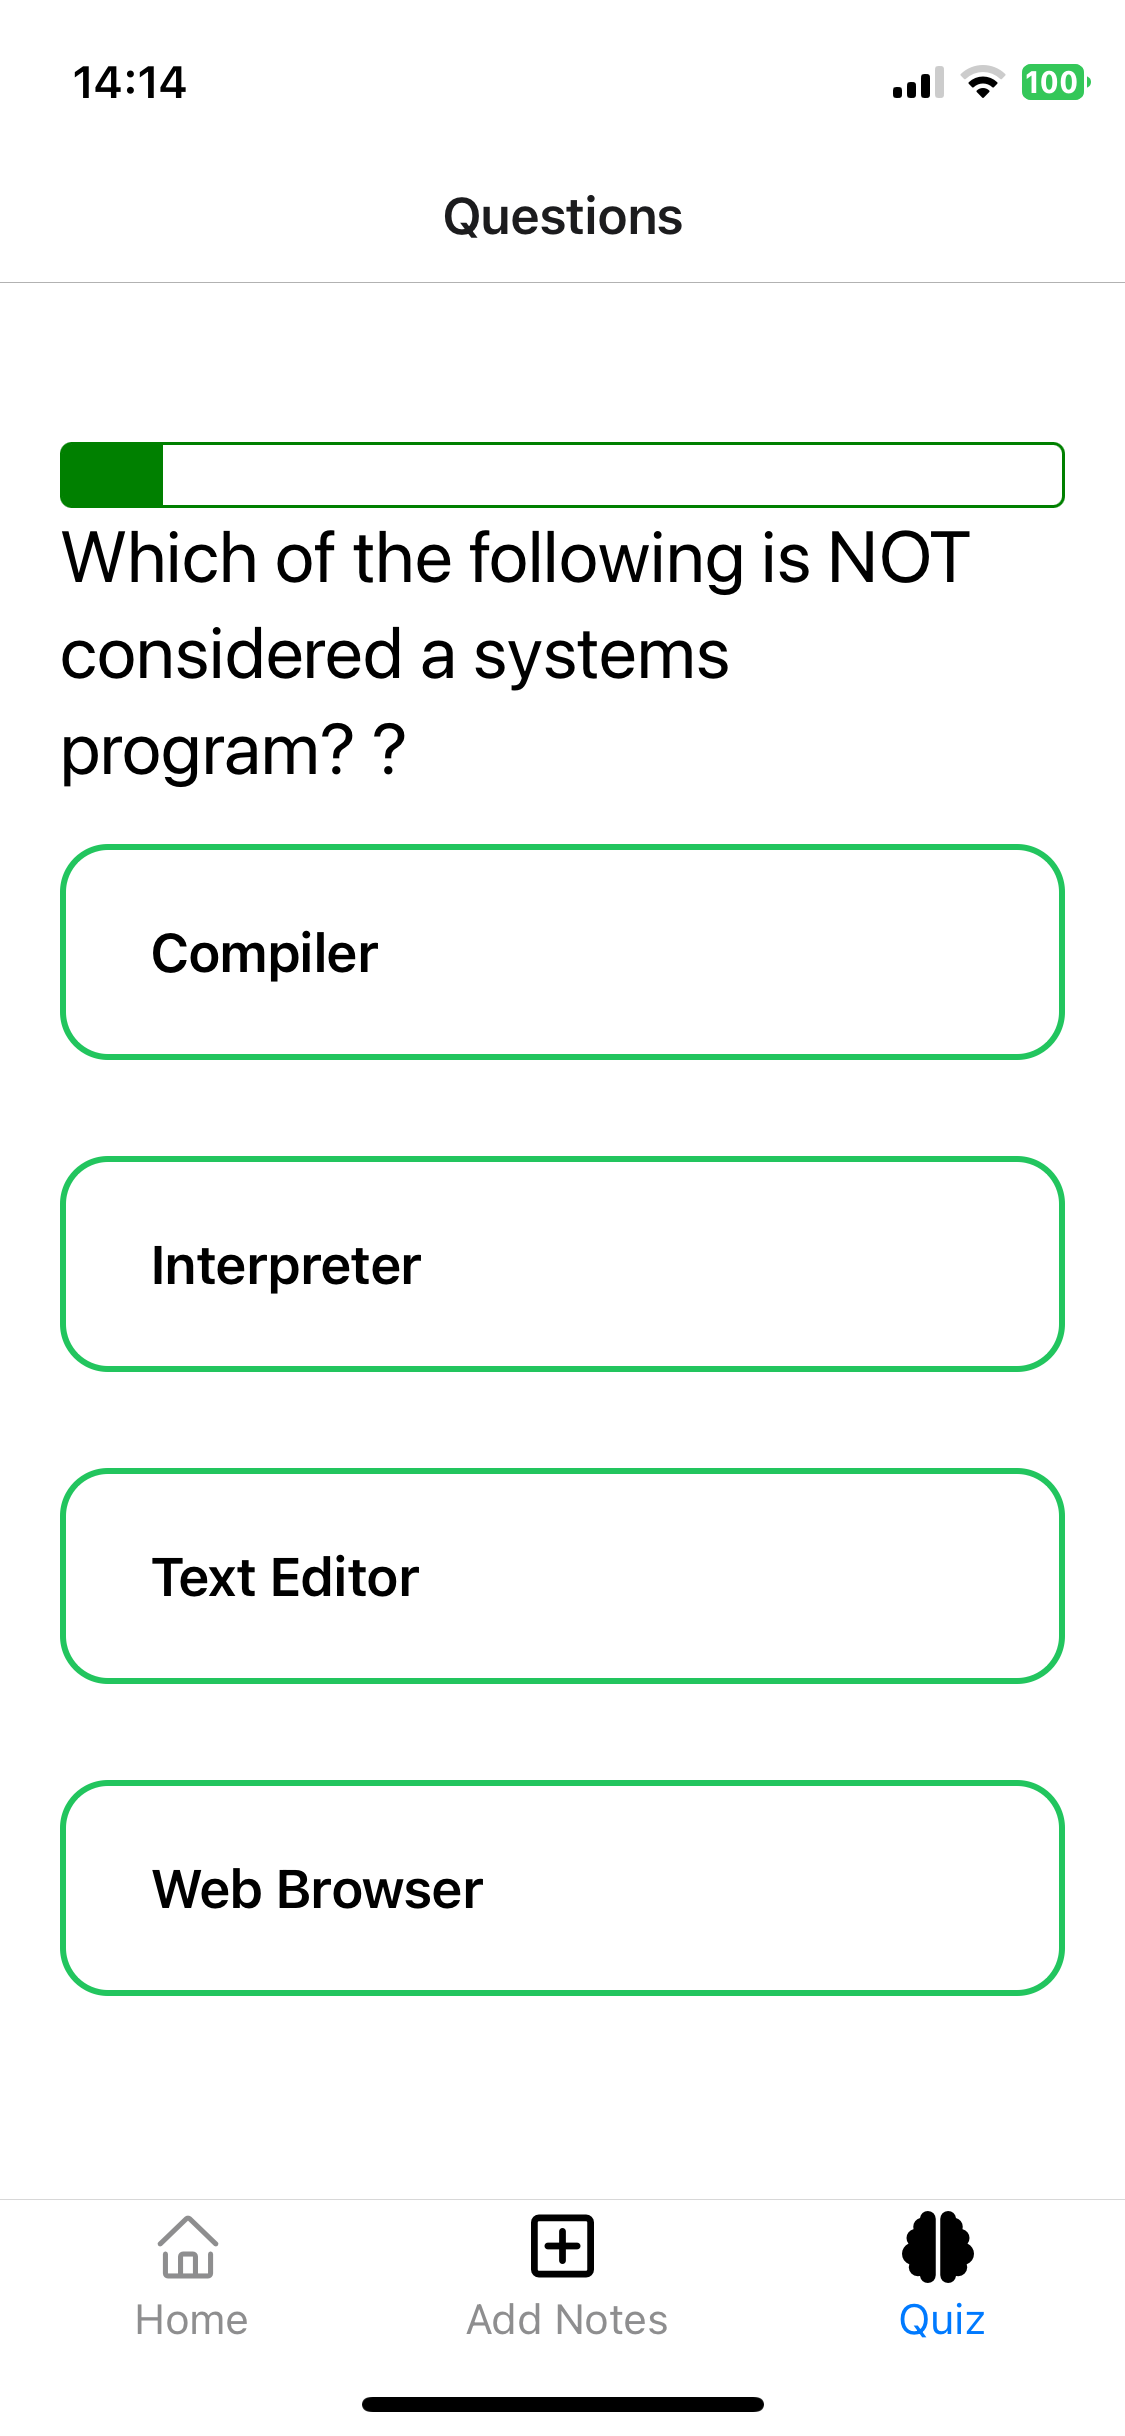 14:14
100
Questions
Which of the following is NOT
considered a systems
program? ?
Compiler
Interpreter
Text Editor
Web Browser
Home
Add Notes
Quiz